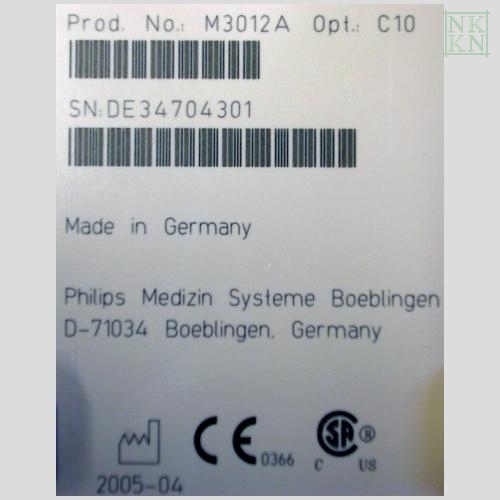 NK
KN
Prod. No.: M3012A Opt.: C10
SN:DE34704301
Made in Germany
Philips Medizin Systeme Boeblingen
D-71034 Boeblingen, Germany
CE 0366
SA ®
C US
2005-04